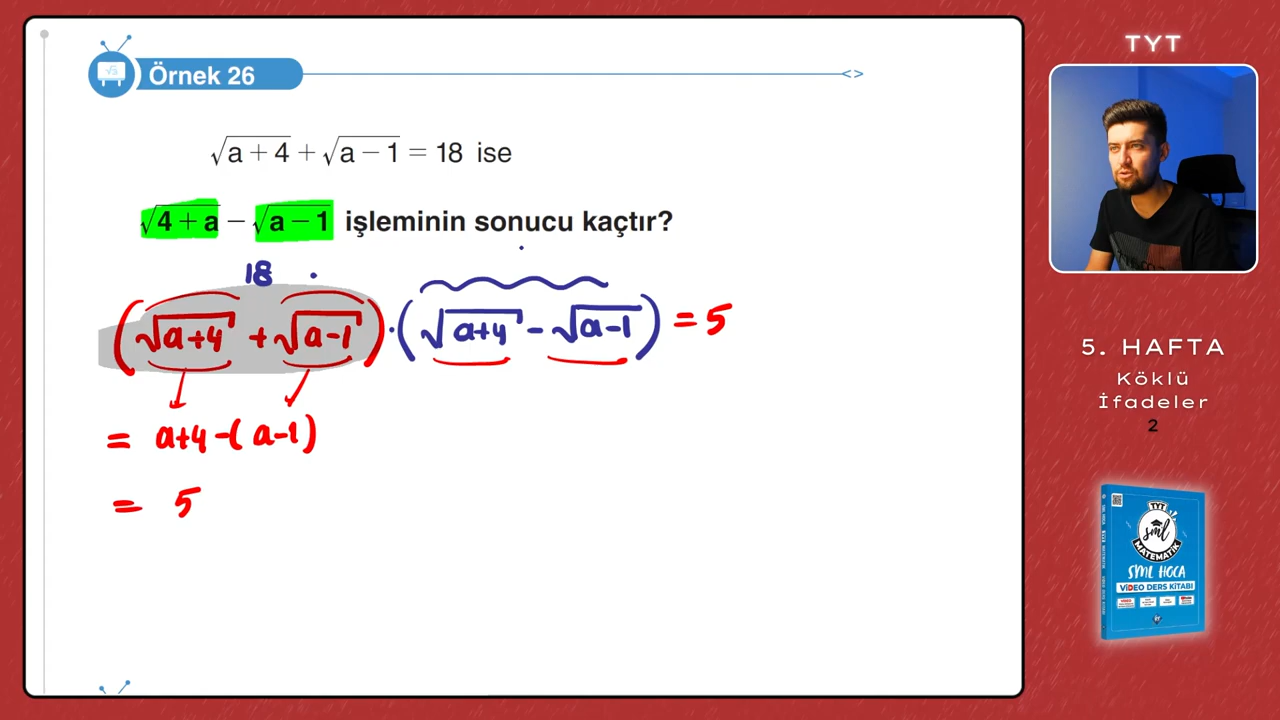 TYT
Örnek 26
√a + 4 + √a − 1 = 18 ise
√4 + a − √a − 1 işleminin sonucu kaçtır?
18 .
(√a+4 + √a-1) · (√a+4 - √a-1) = 5
= a+4 -( a-1)
= 5
5. HAFTA
Köklü
İfadeler
2
TYT
sml
MATEMATİK
SML HOCA
VİDEO DERS KİTABI